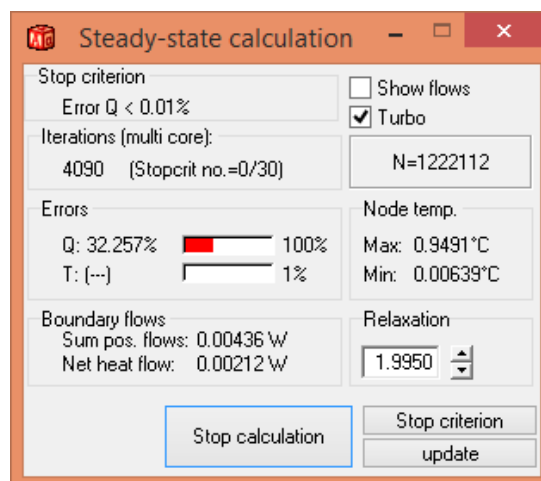 Steady-state calculation
Stop criterion
Error Q < 0.01%
Show flows
Turbo
Iterations (multi core):
4090 (Stopcrit no.=0/30)
N=1222112
Errors
Q: 32.257% 100%
T: (---) 1%
Node temp.
Max: 0.9491°C
Min: 0.00639°C
Boundary flows
Sum pos. flows: 0.00436 W
Net heat flow: 0.00212 W
Relaxation
1.9950
Stop calculation
Stop criterion
update